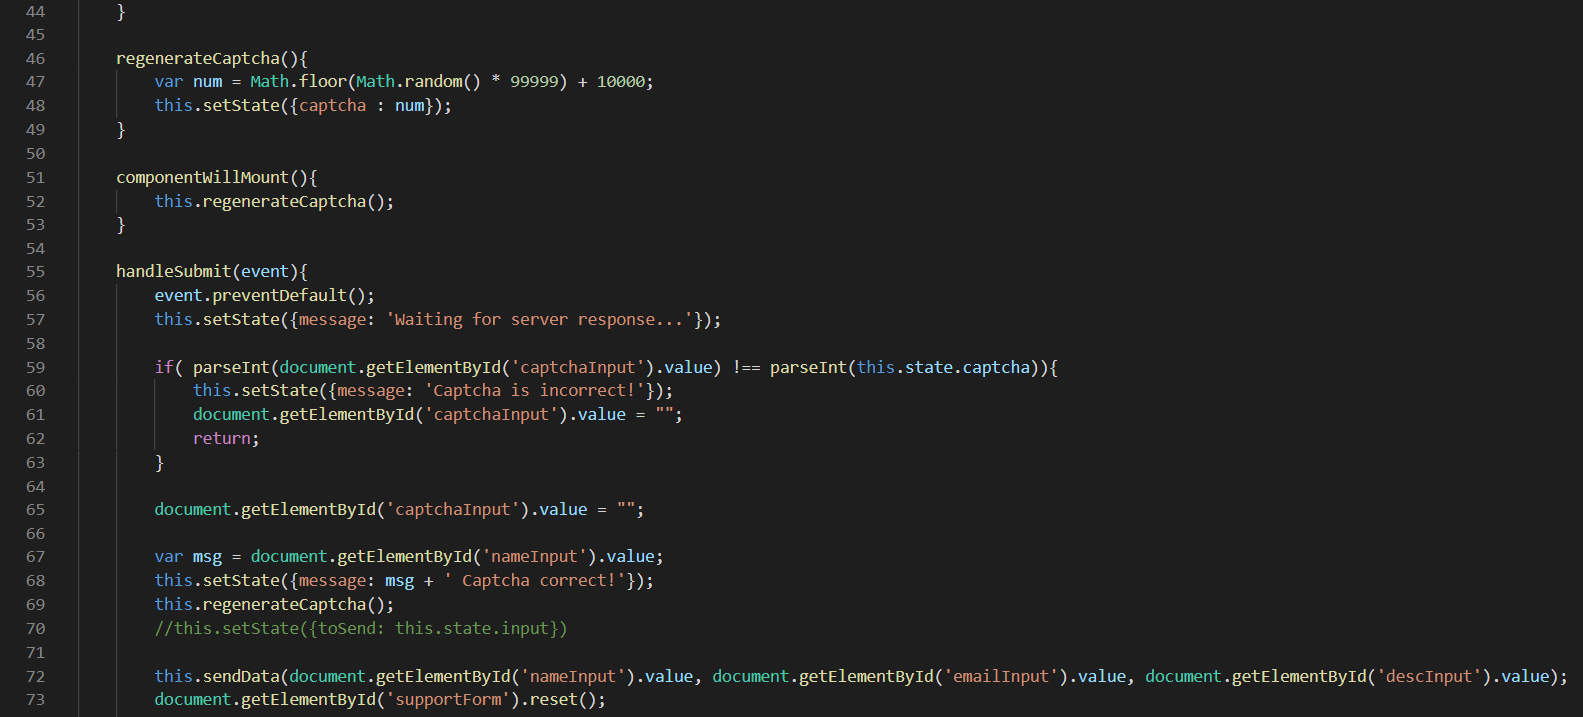 44 }
45
46 regenerateCaptcha(){
47 var num = Math.floor(Math.random() * 99999) + 10000;
48 this.setState({captcha : num});
49 }
50
51 componentWillMount(){
52 this.regenerateCaptcha();
53 }
54
55 handleSubmit(event){
56 event.preventDefault();
57 this.setState({message: 'Waiting for server response...'});
58
59 if( parseInt(document.getElementById('captchaInput').value) !== parseInt(this.state.captcha)){
60 this.setState({message: 'Captcha is incorrect!'});
61 document.getElementById('captchaInput').value = "";
62 return;
63 }
64
65 document.getElementById('captchaInput').value = "";
66
67 var msg = document.getElementById('nameInput').value;
68 this.setState({message: msg + ' Captcha correct!'});
69 this.regenerateCaptcha();
70 //this.setState({toSend: this.state.input})
71
72 this.sendData(document.getElementById('nameInput').value, document.getElementById('emailInput').value, document.getElementById('descInput').value);
73 document.getElementById('supportForm').reset();